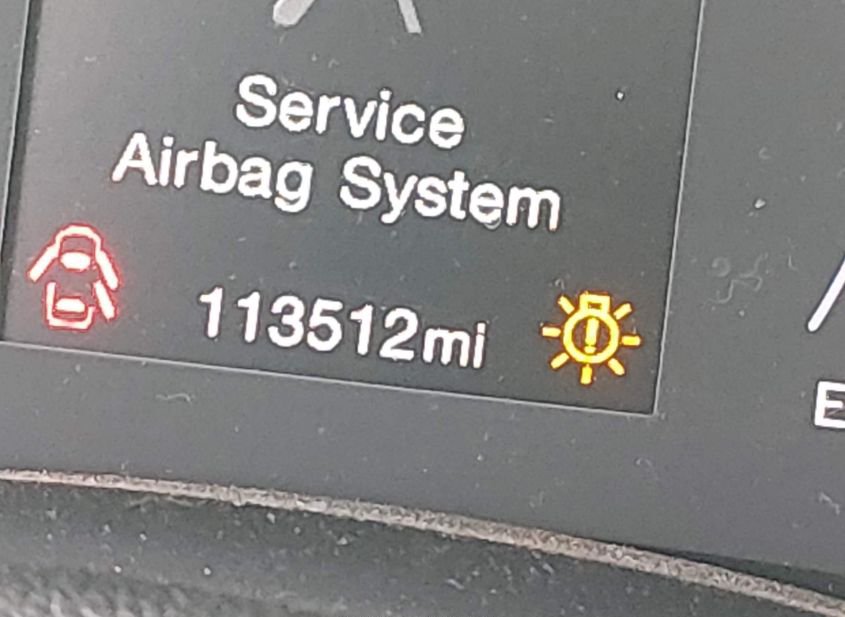 Service
Airbag System
113512mi
E